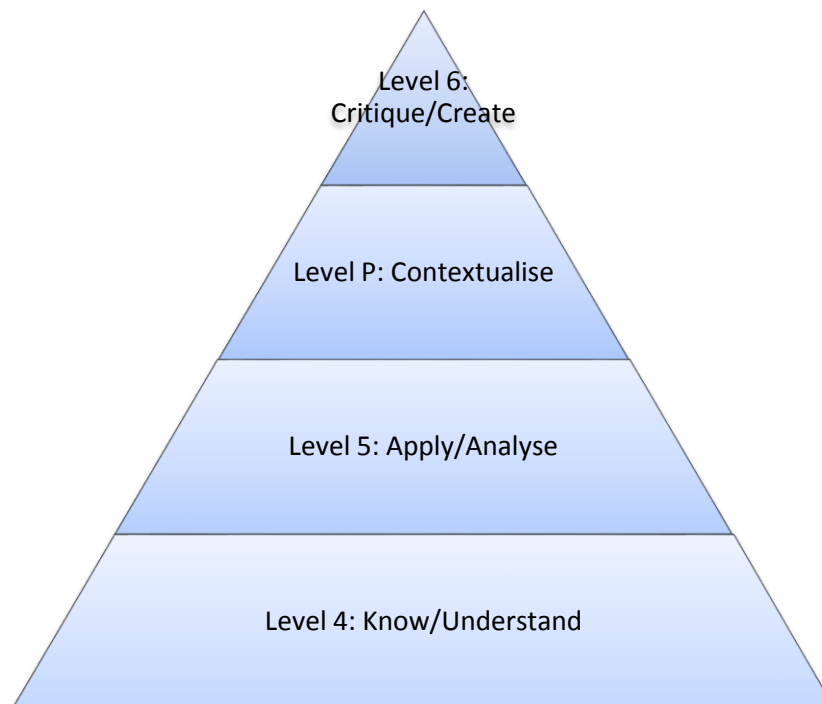 Level 6:
Critique/Create
Level P: Contextualise
Level 5: Apply/Analyse
Level 4: Know/Understand